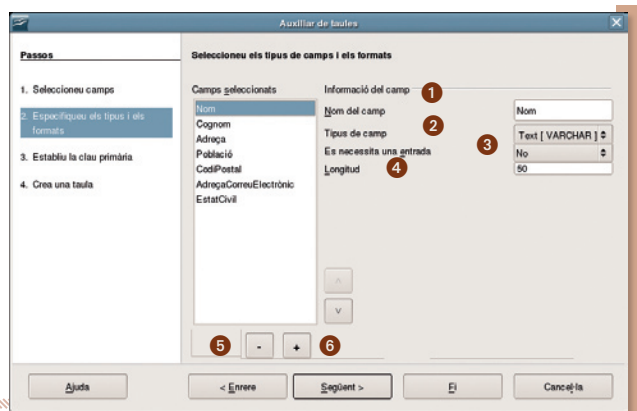 Auxiliar de taules
Passos
Seleccioneu els tipus de camps i els formats
1. Seleccioneu camps
2. Especifiqueu els tipus i els
formats
3. Establiu la clau primària
4. Crea una taula
Camps seleccionats
Nom
Cognom
Adreça
Població
CodiPostal
AdreçaCorreuElectrònic
EstatCivil
Informació del camp
1
Nom del camp
Nom
2
Tipus de camp
Text [ VARCHAR ]
3
Es necessita una entrada
No
4
Longitud
50
5
-
+
6
Ajuda
< Enrere
Següent >
Fi
Cancel·la